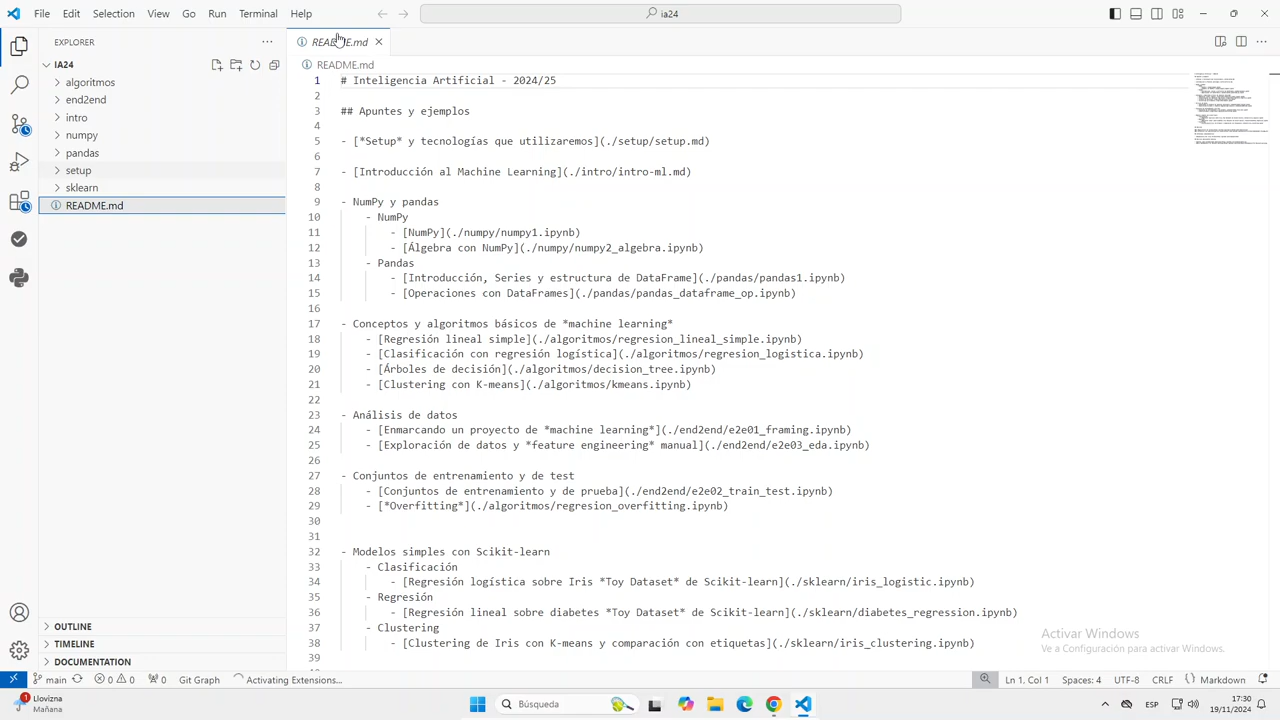 File Edit Selection View Go Run Terminal Help
ia24
EXPLORER
README.md
IA24
README.md
algoritmos
end2end
intro
numpy
pandas
setup
sklearn
README.md
1 # Inteligencia Artificial - 2024/25
2
3 ## Apuntes y ejemplos
4
5 - ["Setup" y tecnologías que utilizaremos](./setup/setup.md)
6
7 - [Introducción al Machine Learning](./intro/intro-ml.md)
8
9 - NumPy y pandas
10 - NumPy
11 - [NumPy](./numpy/numpy1.ipynb)
12 - [Álgebra con NumPy](./numpy/numpy2_algebra.ipynb)
13 - Pandas
14 - [Introducción, Series y estructura de DataFrame](./pandas/pandas1.ipynb)
15 - [Operaciones con DataFrames](./pandas/pandas_dataframe_op.ipynb)
16
17 - Conceptos y algoritmos básicos de *machine learning*
18 - [Regresión lineal simple](./algoritmos/regresion_lineal_simple.ipynb)
19 - [Clasificación con regresión logística](./algoritmos/regresion_logistica.ipynb)
20 - [Árboles de decisión](./algoritmos/decision_tree.ipynb)
21 - [Clustering con K-means](./algoritmos/kmeans.ipynb)
22
23 - Análisis de datos
24 - [Enmarcando un proyecto de *machine learning*](./end2end/e2e01_framing.ipynb)
25 - [Exploración de datos y *feature engineering* manual](./end2end/e2e03_eda.ipynb)
26
27 - Conjuntos de entrenamiento y de test
28 - [Conjuntos de entrenamiento y de prueba](./end2end/e2e02_train_test.ipynb)
29 - [*Overfitting*](./algoritmos/regresion_overfitting.ipynb)
30
31
32 - Modelos simples con Scikit-learn
33 - Clasificación
34 - [Regresión logística sobre Iris *Toy Dataset* de Scikit-learn](./sklearn/iris_logistic.ipynb)
35 - Regresión
36 - [Regresión lineal sobre diabetes *Toy Dataset* de Scikit-learn](./sklearn/diabetes_regression.ipynb)
37 - Clustering
38 - [Clustering de Iris con K-means y comparación con etiquetas](./sklearn/iris_clustering.ipynb)
39
Activar Windows
Ve a Configuración para activar Windows.
OUTLINE
TIMELINE
DOCUMENTATION
main 0 0 0 Git Graph Activating Extensions... Ln 1, Col 1 Spaces: 4 UTF-8 CRLF Markdown
1 Llovizna
Mañana
Búsqueda
ESP
17:30
19/11/2024